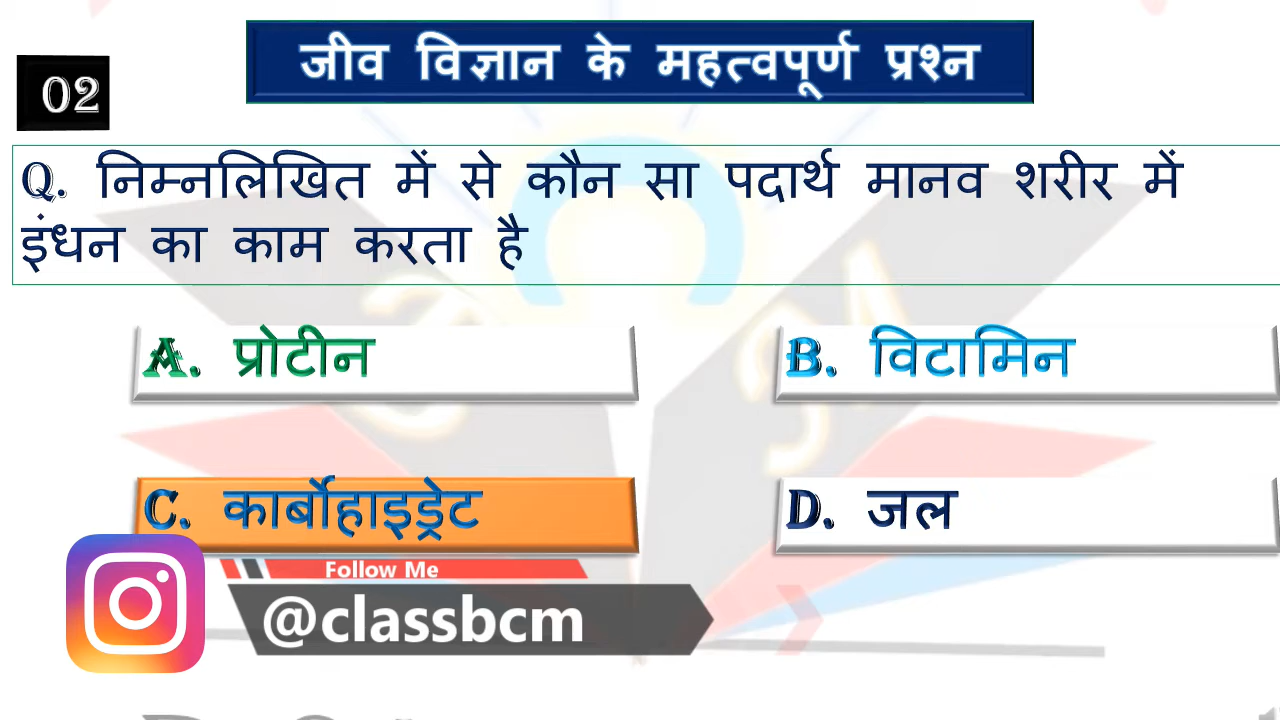 जीव विज्ञान के महत्वपूर्ण प्रश्न
02
Q. निम्नलिखित में से कौन सा पदार्थ मानव शरीर में
इंधन का काम करता है
A. प्रोटीन
B. विटामिन
C. कार्बोहाइड्रेट
D. जल
Follow Me
@classbcm